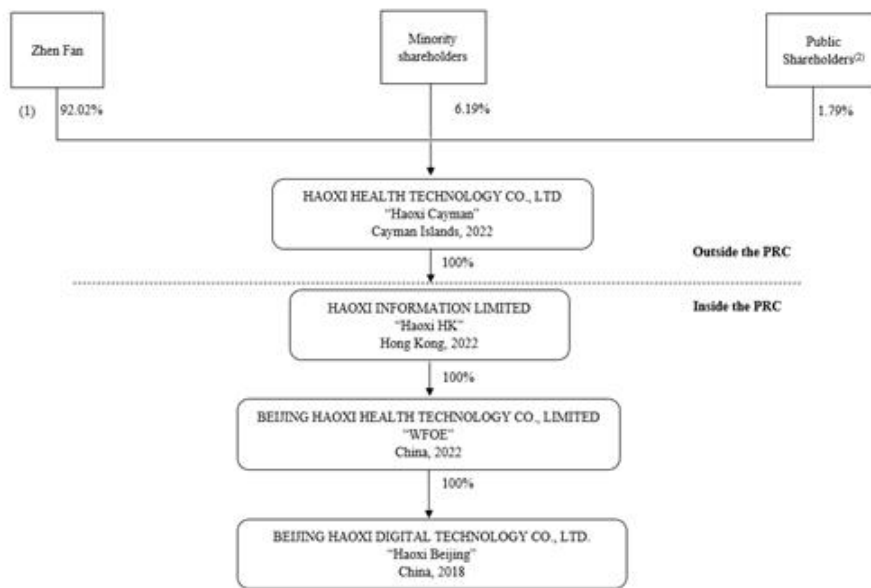 Zhen Fan
Minority
shareholders
Public
Shareholders(2)
(1) 92.02%
6.19%
1.79%
HAOXI HEALTH TECHNOLOGY CO., LTD
“Haoxi Cayman”
Cayman Islands, 2022
Outside the PRC
100%
Inside the PRC
HAOXI INFORMATION LIMITED
“Haoxi HK”
Hong Kong, 2022
100%
BEIJING HAOXI HEALTH TECHNOLOGY CO., LIMITED
“WFOE”
China, 2022
100%
BEIJING HAOXI DIGITAL TECHNOLOGY CO., LTD.
“Haoxi Beijing”
China, 2018